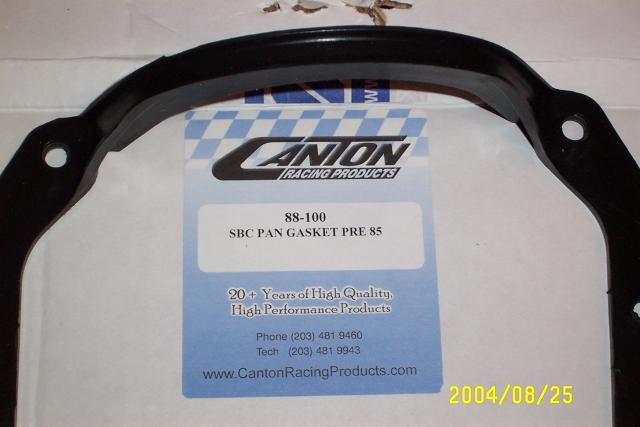 CANTON
RACING PRODUCTS
88-100
SBC PAN GASKET PRE 85
20+ Years of High Quality,
High Performance Products
Phone (203) 481 9460
Tech (203) 481 9943
www.CantonRacingProducts.com
2004/08/25